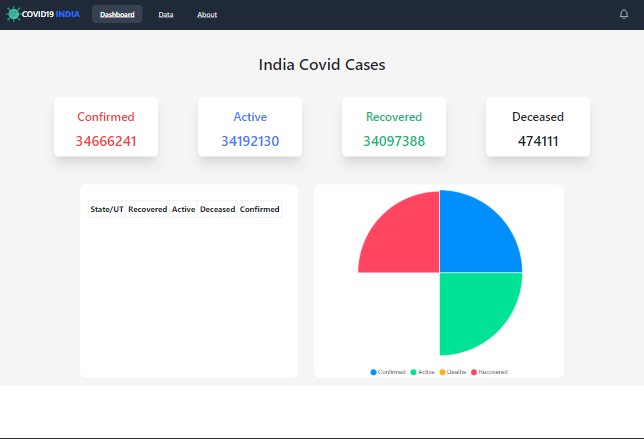 COVID19 INDIA Dashboard Data About
India Covid Cases
Confirmed Active Recovered Deceased
34666241 34192130 34097388 474111
State/UT Recovered Active Deceased Confirmed
Confirmed Active Deaths Recovered